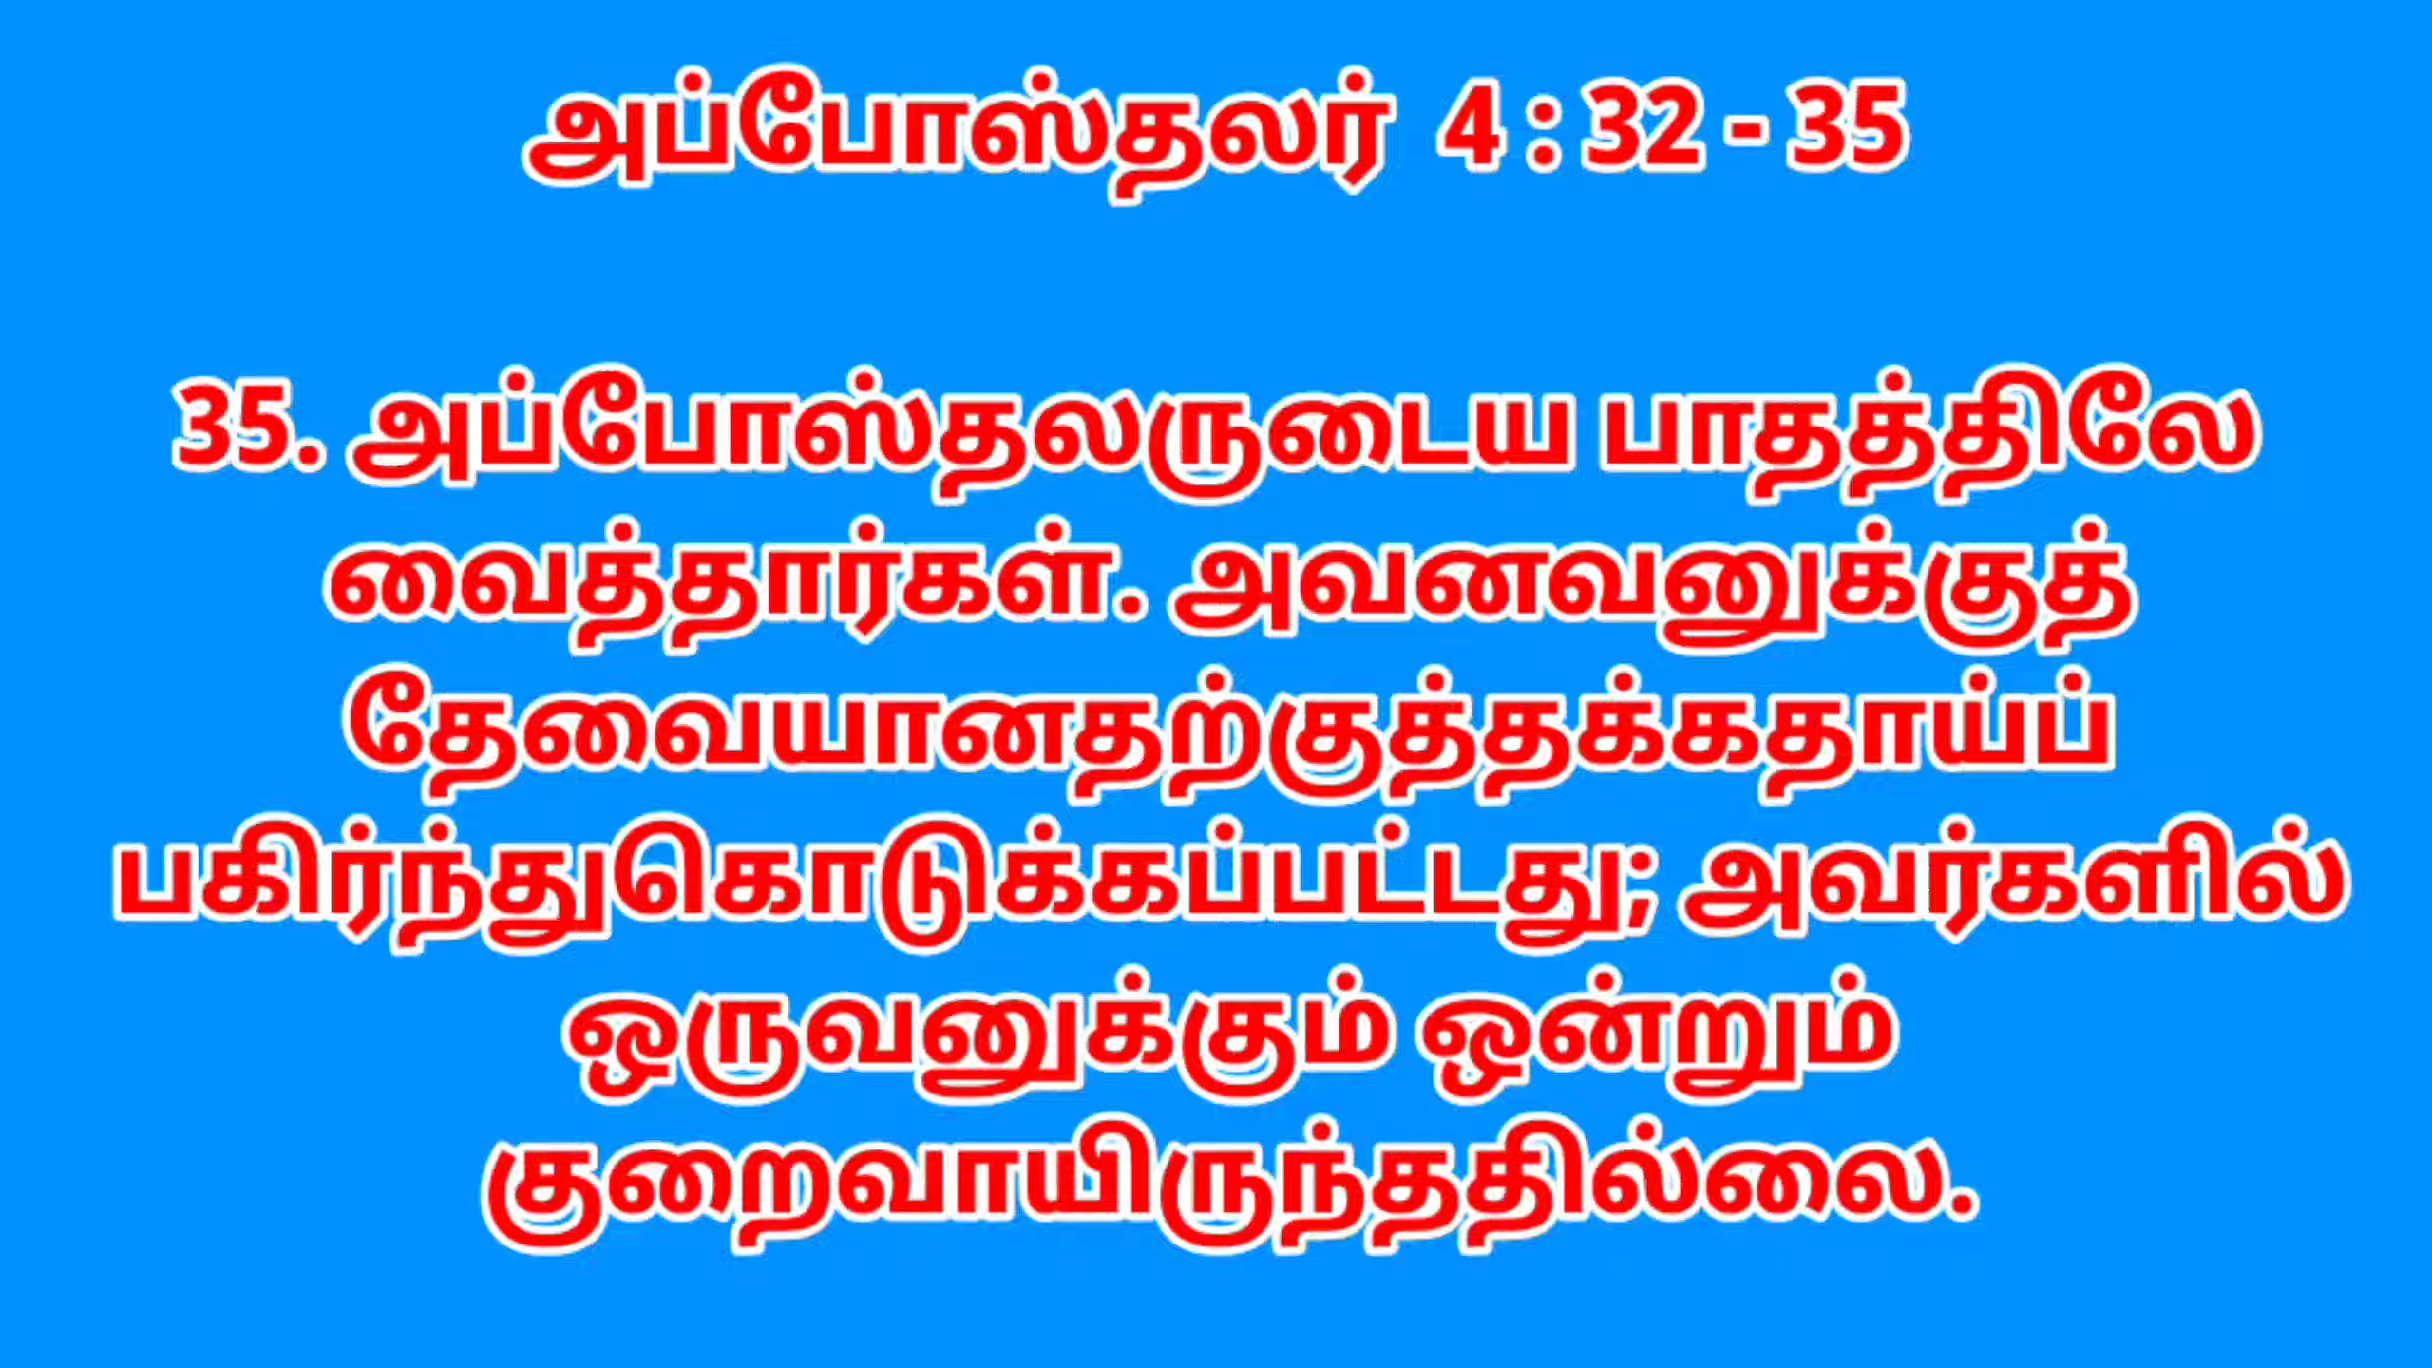 அப்போஸ்தலர் 4 : 32 - 35
35. அப்போஸ்தலருடைய பாதத்திலே
வைத்தார்கள். அவனவனுக்குத்
தேவையானதற்குத்தக்கதாய்ப்
பகிர்ந்துகொடுக்கப்பட்டது; அவர்களில்
ஒருவனுக்கும் ஒன்றும்
குறைவாயிருந்ததில்லை.